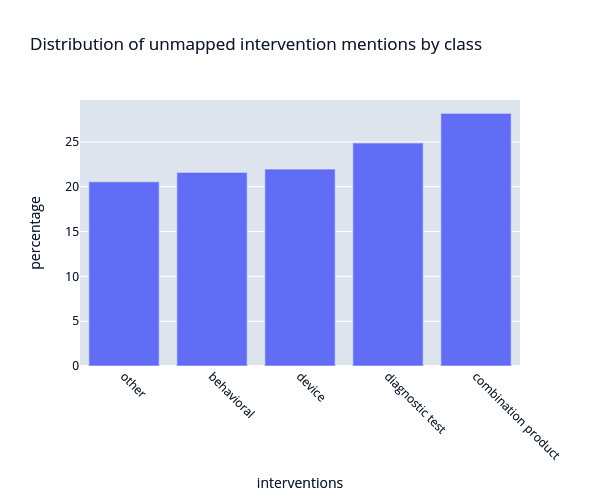 Distribution of unmapped intervention mentions by class
percentage
25
20
15
10
5
0
other
behavioral
device
diagnostic test
combination product
interventions